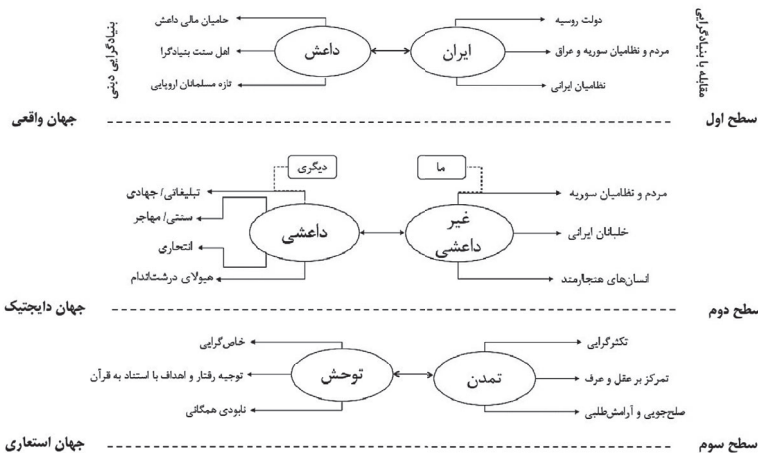 مقابله با بنیادگرایی
بنیادگرایی دینی
ایران
داعش
دولت روسیه
مردم و نظامیان سوریه و عراق
نظامیان ایرانی
حامیان مالی داعش
اهل سنت بنیادگرا
تازه مسلمانان اروپایی
سطح اول
جهان واقعی
ما
دیگری
غیر
داعشی
داعشی
مردم و نظامیان سوریه
خلبانان ایرانی
انسان‌های هنجارمند
تبلیغاتی/ جهادی
سنتی/ مهاجر
انتحاری
هیولای درشت‌اندام
سطح دوم
جهان دایجتیک
تمدن
توحش
تکثرگرایی
تمرکز بر عقل و عرف
صلح‌جویی و آرامش‌طلبی
خاص‌گرایی
توجیه رفتار و اهداف با استناد به قرآن
نابودی همگانی
سطح سوم
جهان استعاری